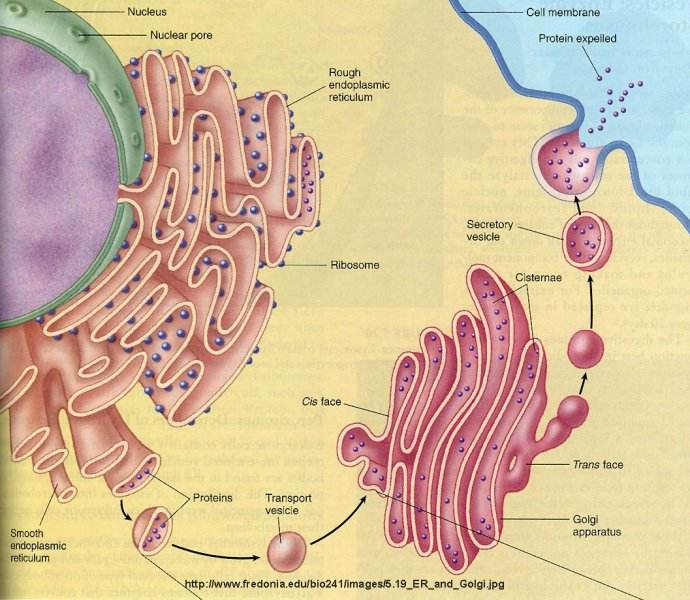 Nucleus
Nuclear pore
Cell membrane
Protein expelled
Rough
endoplasmic
reticulum
Secretory
vesicle
Ribosome
Cisternae
Cis face
Trans face
Proteins
Transport
vesicle
Golgi
apparatus
Smooth
endoplasmic
reticulum
http://www.fredonia.edu/bio241/images/5.19_ER_and_Golgi.jpg